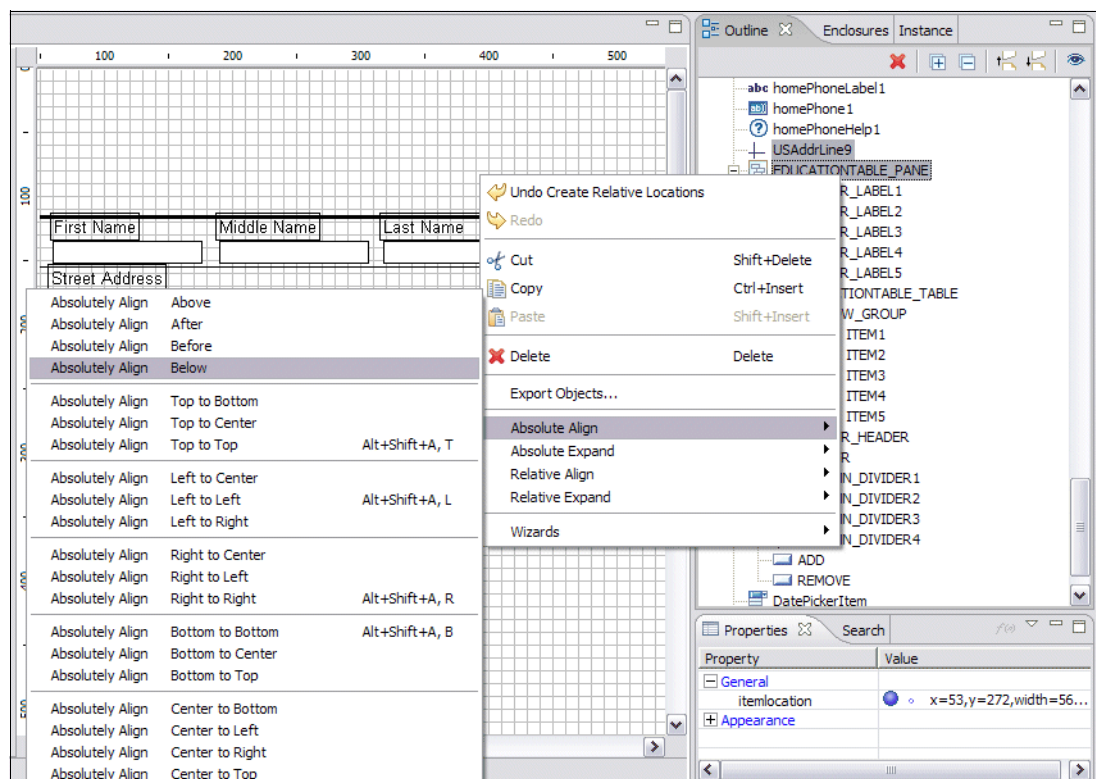 Outline Enclosures Instance
100 200 300 400 500
abc homePhoneLabel1
ab homePhone1
? homePhoneHelp1
USAddrLine9
EDUCATIONTABLE_PANE
R_LABEL1
R_LABEL2
R_LABEL3
R_LABEL4
R_LABEL5
TIONTABLE_TABLE
W_GROUP
ITEM1
ITEM2
ITEM3
ITEM4
ITEM5
R_HEADER
R
N_DIVIDER1
N_DIVIDER2
N_DIVIDER3
N_DIVIDER4
ADD
REMOVE
DatePickerItem
100
First Name Middle Name Last Name
Street Address
Undo Create Relative Locations
Redo
Cut Shift+Delete
Copy Ctrl+Insert
Paste Shift+Insert
Delete Delete
Export Objects...
Absolute Align
Absolute Expand
Relative Align
Relative Expand
Wizards
Absolutely Align Above
Absolutely Align After
Absolutely Align Before
Absolutely Align Below
Absolutely Align Top to Bottom
Absolutely Align Top to Center
Absolutely Align Top to Top Alt+Shift+A, T
Absolutely Align Left to Center
Absolutely Align Left to Left Alt+Shift+A, L
Absolutely Align Left to Right
Absolutely Align Right to Center
Absolutely Align Right to Left
Absolutely Align Right to Right Alt+Shift+A, R
Absolutely Align Bottom to Bottom Alt+Shift+A, B
Absolutely Align Bottom to Center
Absolutely Align Bottom to Top
Absolutely Align Center to Bottom
Absolutely Align Center to Left
Absolutely Align Center to Right
Absolutely Align Center to Top
Properties Search
Property Value
General
itemlocation x=53,y=272,width=56...
Appearance